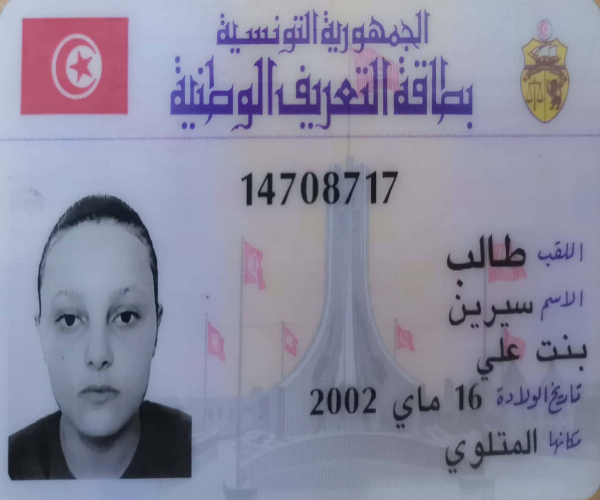 الجمهورية التونسية
بطاقة التعريف الوطنية
14708717
اللقب طالب
الاسم سيرين
بنت علي
تاريخ الولادة 16 ماي 2002
مكانها المتلوي